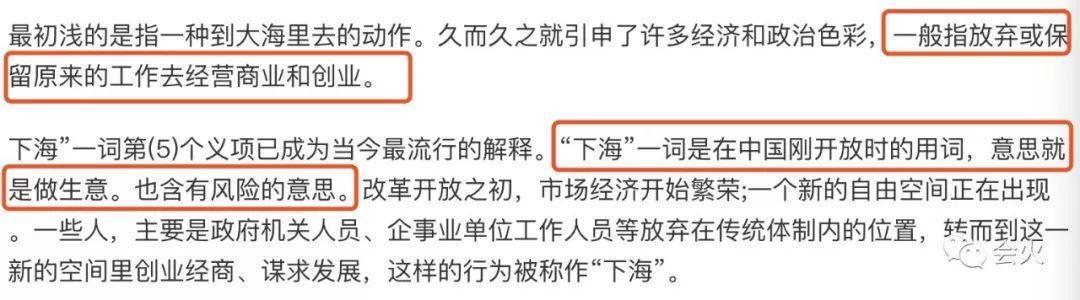 最初浅的是指一种到大海里去的动作。久而久之就引申了许多经济和政治色彩，一般指放弃或保
留原来的工作去经营商业和创业。
下海”一词第(5)个义项已成为当今最流行的解释。“下海”一词是在中国刚开放时的用词，意思就
是做生意。也含有风险的意思。改革开放之初，市场经济开始繁荣;一个新的自由空间正在出现
。一些人，主要是政府机关人员、企事业单位工作人员等放弃在传统体制内的位置，转而到这一
新的空间里创业经商、谋求发展，这样的行为被称作“下海”。
会火